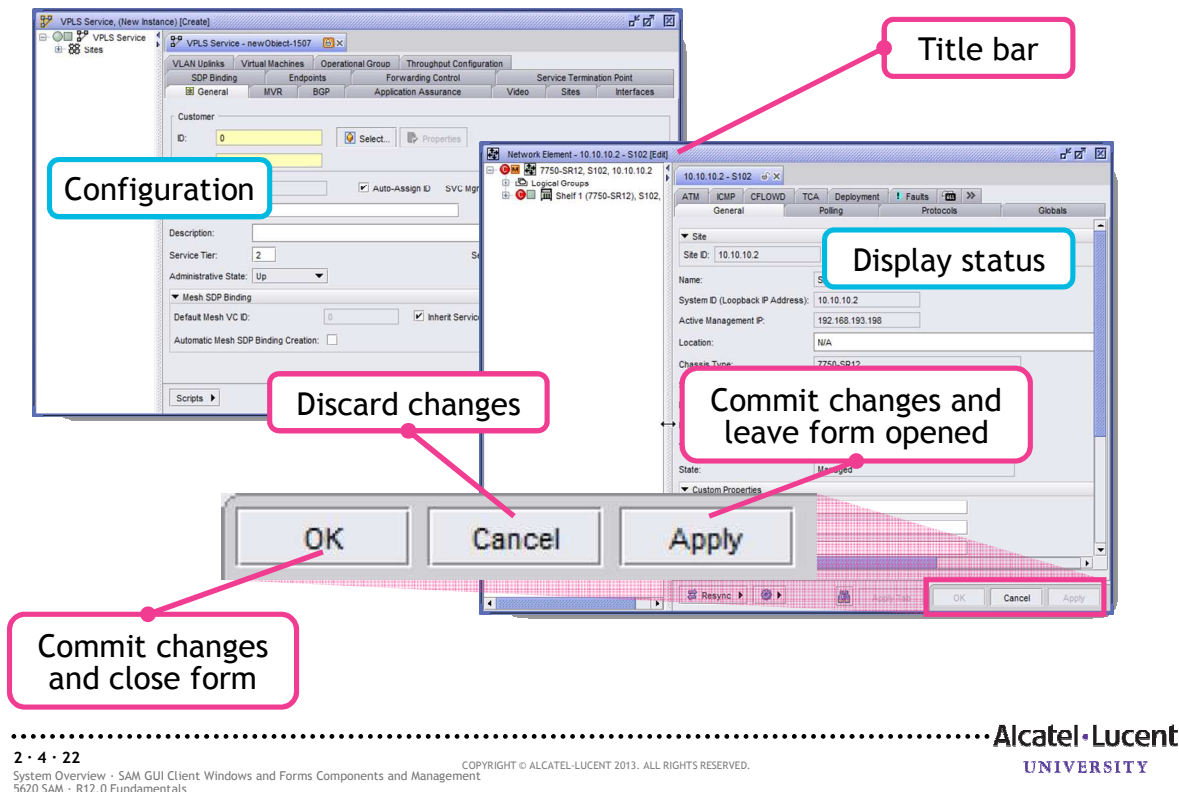 VPLS Service, (New Instance) [Create]
VPLS Service
Sites
VPLS Service - newObject-1507
VLAN Uplinks Virtual Machines Operational Group Throughput Configuration
SDP Binding Endpoints Forwarding Control Service Termination Point
General MVR BGP Application Assurance Video Sites Interfaces
Customer
ID: 0 Select... Properties
Auto-Assign ID SVC Mgr
Description:
Service Tier: 2 Se
Administrative State: Up
Mesh SDP Binding
Default Mesh VC ID: 0 Inherit Service
Automatic Mesh SDP Binding Creation:
Scripts
Title bar
Configuration
Network Element - 10.10.10.2 - S102 [Edit]
7750-SR12, S102, 10.10.10.2
Logical Groups
Shelf 1 (7750-SR12), S102,
10.10.10.2 - S102
ATM ICMP CFLOWD TCA Deployment ! Faults >>
General Polling Protocols Globals
Site
Site ID: 10.10.10.2
Display status
Name: S
System ID (Loopback IP Address): 10.10.10.2
Active Management IP: 192.168.193.198
Location: N/A
Chassis Type: 7750-SR12
Discard changes
Commit changes and
leave form opened
State: Managed
Custom Properties
OK Cancel Apply
Resync Apply Tab OK Cancel Apply
Commit changes
and close form
Alcatel·Lucent
UNIVERSITY
2 · 4 · 22
COPYRIGHT © ALCATEL-LUCENT 2013. ALL RIGHTS RESERVED.
System Overview · SAM GUI Client Windows and Forms Components and Management
5620 SAM · R12.0 Fundamentals